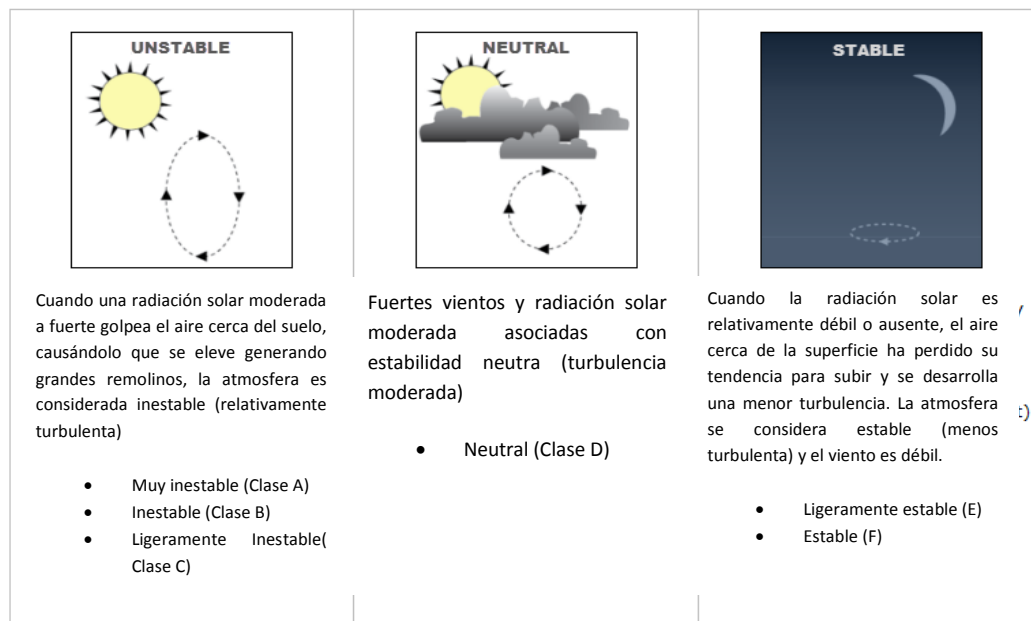 UNSTABLE
Cuando una radiación solar moderada
a fuerte golpea el aire cerca del suelo,
causándolo que se eleve generando
grandes remolinos, la atmosfera es
considerada inestable (relativamente
turbulenta)
• Muy inestable (Clase A)
• Inestable (Clase B)
• Ligeramente Inestable(
Clase C)
NEUTRAL
Fuertes vientos y radiación solar
moderada asociadas con
estabilidad neutra (turbulencia
moderada)
• Neutral (Clase D)
STABLE
Cuando la radiación solar es
relativamente débil o ausente, el aire
cerca de la superficie ha perdido su
tendencia para subir y se desarrolla
una menor turbulencia. La atmosfera
se considera estable (menos
turbulenta) y el viento es débil.
• Ligeramente estable (E)
• Estable (F)